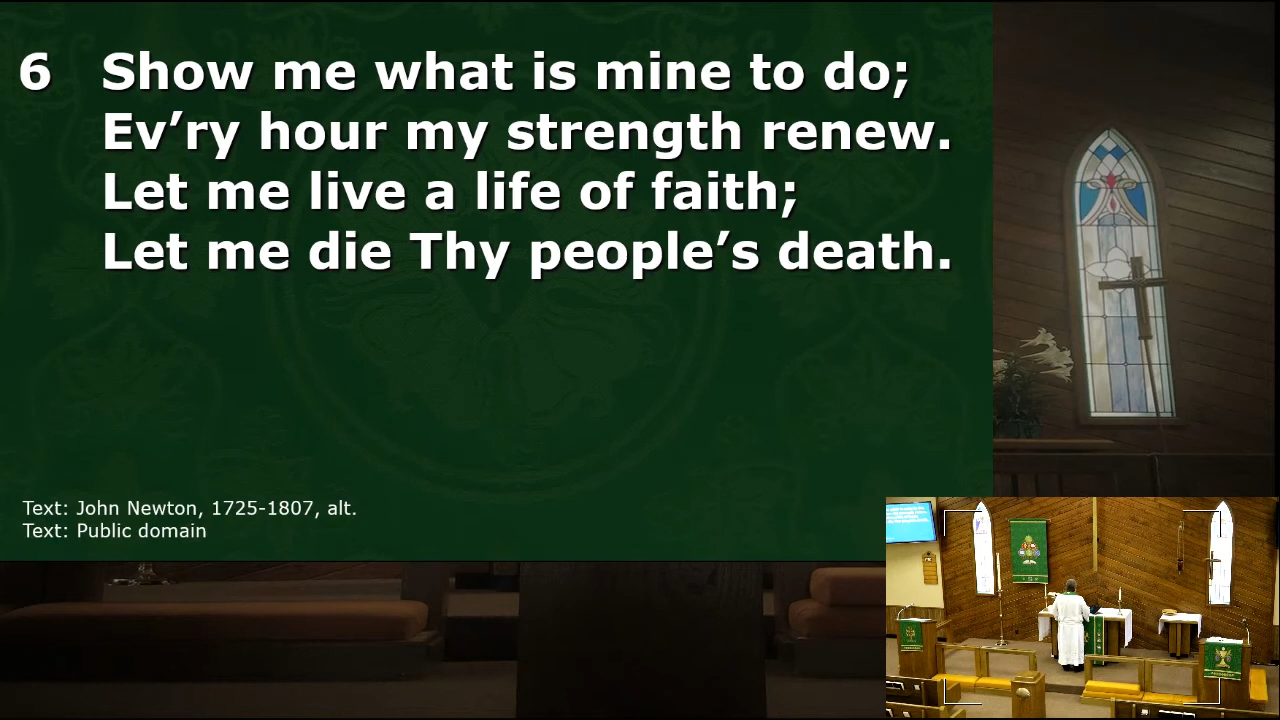 6 Show me what is mine to do;
Ev’ry hour my strength renew.
Let me live a life of faith;
Let me die Thy people’s death.
Text: John Newton, 1725-1807, alt.
Text: Public domain